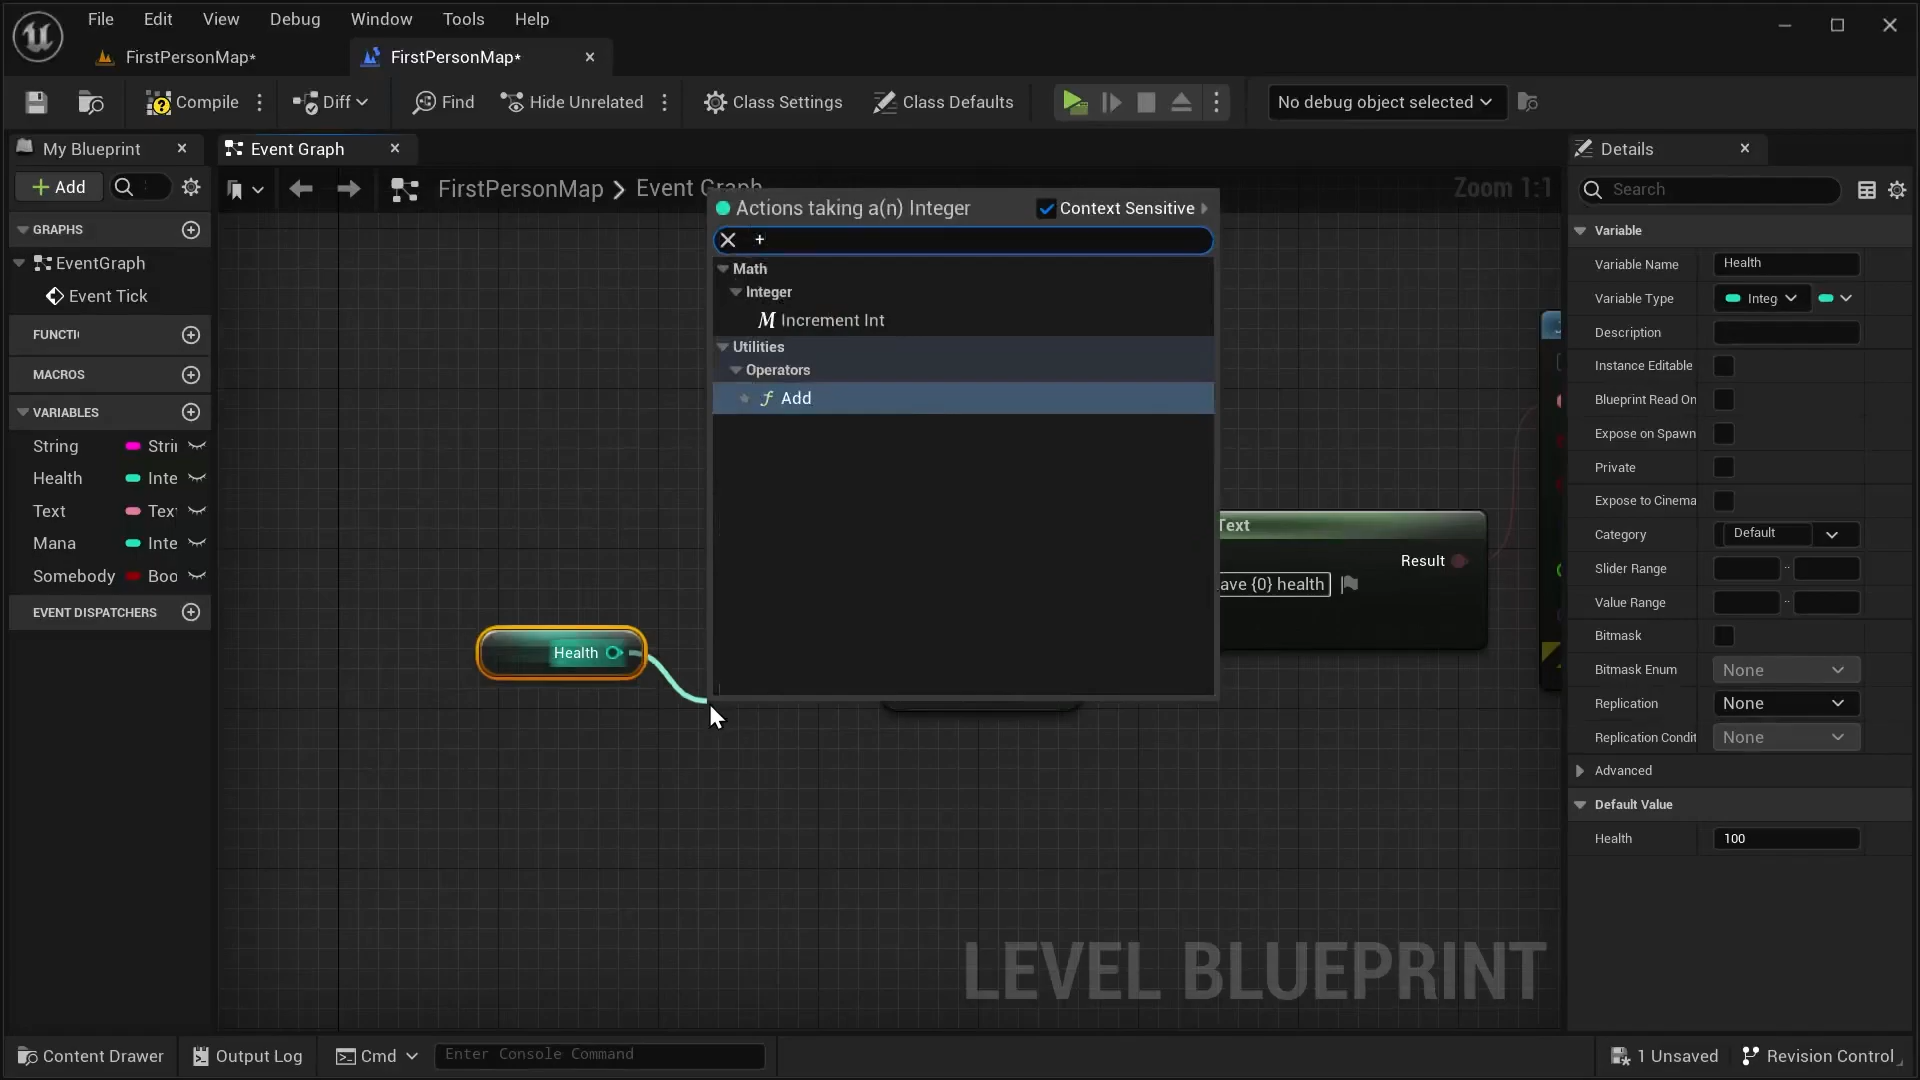 File Edit View Debug Window Tools Help
FirstPersonMap* FirstPersonMap*
Compile Diff Find Hide Unrelated Class Settings Class Defaults No debug object selected
My Blueprint Event Graph Details
Add FirstPersonMap > Event Graph Zoom 1:1 Search
Actions taking a(n) Integer Context Sensitive
+
Math
Integer
Increment Int
Utilities
Operators
Add
GRAPHS
EventGraph
Event Tick
FUNCTI
MACROS
VARIABLES
String Stri
Health Inte
Text Tex
Mana Inte
Somebody Boo
EVENT DISPATCHERS
Health
Text
Result
ave {0} health
LEVEL BLUEPRINT
Variable
Variable Name Health
Variable Type Integ
Description
Instance Editable
Blueprint Read On
Expose on Spawn
Private
Expose to Cinema
Category Default
Slider Range
Value Range
Bitmask
Bitmask Enum None
Replication None
Replication Condit None
Advanced
Default Value
Health 100
Content Drawer Output Log Cmd Enter Console Command 1 Unsaved Revision Control